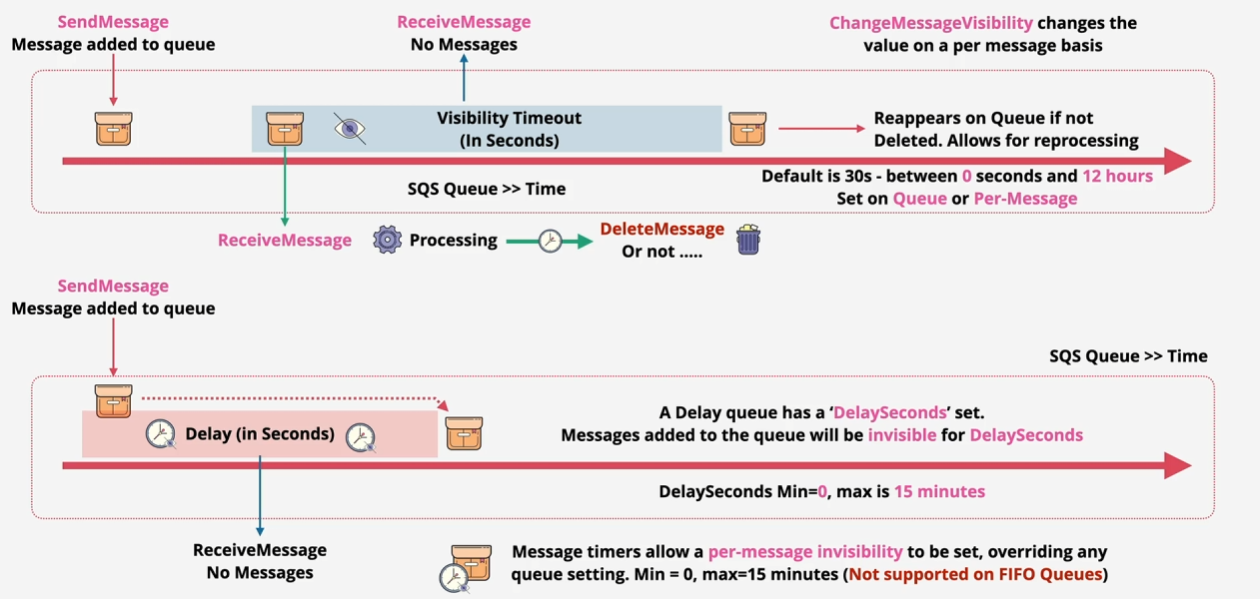 SendMessage
Message added to queue
ReceiveMessage
No Messages
ChangeMessageVisibility changes the
value on a per message basis
Visibility Timeout
(In Seconds)
Reappears on Queue if not
Deleted. Allows for reprocessing
SQS Queue >> Time
Default is 30s - between 0 seconds and 12 hours
Set on Queue or Per-Message
ReceiveMessage
Processing
DeleteMessage
Or not .....
SendMessage
Message added to queue
SQS Queue >> Time
Delay (in Seconds)
A Delay queue has a ‘DelaySeconds’ set.
Messages added to the queue will be invisible for DelaySeconds
DelaySeconds Min=0, max is 15 minutes
ReceiveMessage
No Messages
Message timers allow a per-message invisibility to be set, overriding any
queue setting. Min = 0, max=15 minutes (Not supported on FIFO Queues)